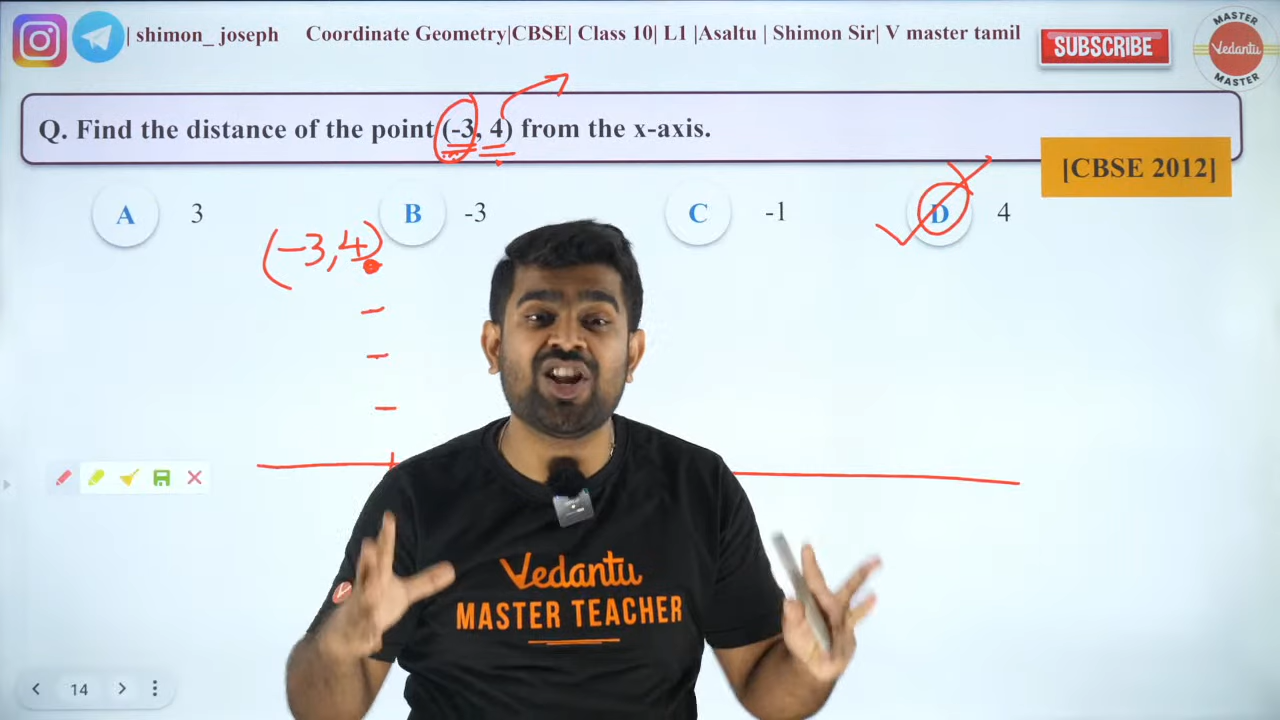 | shimon_ joseph Coordinate Geometry|CBSE| Class 10| L1 |Asaltu | Shimon Sir| V master tamil
SUBSCRIBE
MASTER
Vedantu
MASTER
Q. Find the distance of the point (-3, 4) from the x-axis.
[CBSE 2012]
A 3 B -3 C -1 D 4
(-3,4)
Vedantu
MASTER TEACHER
14